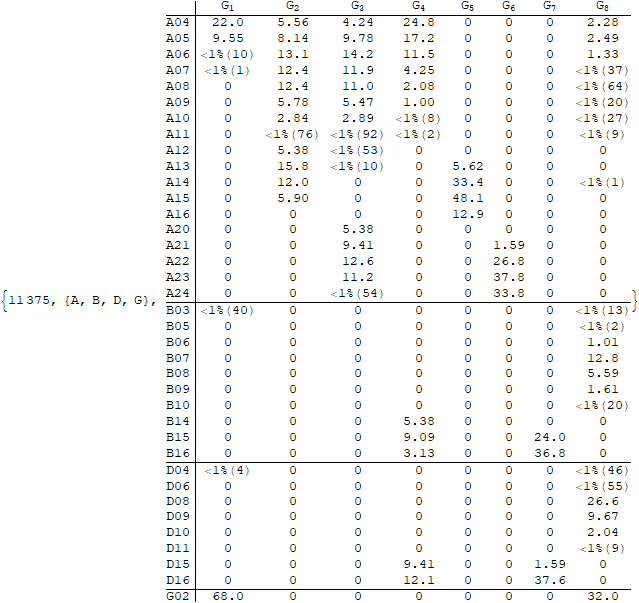 G1 G2 G3 G4 G5 G6 G7 G8
A04 22.0 5.56 4.24 24.8 0 0 0 2.28
A05 9.55 8.14 9.78 17.2 0 0 0 2.49
A06 <1%(10) 13.1 14.2 11.5 0 0 0 1.33
A07 <1%(1) 12.4 11.9 4.25 0 0 0 <1%(37)
A08 0 12.4 11.0 2.08 0 0 0 <1%(64)
A09 0 5.78 5.47 1.00 0 0 0 <1%(20)
A10 0 2.84 2.89 <1%(8) 0 0 0 <1%(27)
A11 0 <1%(76) <1%(92) <1%(2) 0 0 0 <1%(9)
A12 0 5.38 <1%(53) 0 0 0 0 0
A13 0 15.8 <1%(10) 0 5.62 0 0 0
A14 0 12.0 0 0 33.4 0 0 <1%(1)
A15 0 5.90 0 0 48.1 0 0 0
A16 0 0 0 0 12.9 0 0 0
A20 0 0 5.38 0 0 0 0 0
A21 0 0 9.41 0 0 1.59 0 0
A22 0 0 12.6 0 0 26.8 0 0
A23 0 0 11.2 0 0 37.8 0 0
A24 0 0 <1%(54) 0 0 33.8 0 0
{11375, {A, B, D, G}, }
B03 <1%(40) 0 0 0 0 0 0 <1%(13)
B05 0 0 0 0 0 0 0 <1%(2)
B06 0 0 0 0 0 0 0 1.01
B07 0 0 0 0 0 0 0 12.8
B08 0 0 0 0 0 0 0 5.59
B09 0 0 0 0 0 0 0 1.61
B10 0 0 0 0 0 0 0 <1%(20)
B14 0 0 0 5.38 0 0 0 0
B15 0 0 0 9.09 0 0 24.0 0
B16 0 0 0 3.13 0 0 36.8 0
D04 <1%(4) 0 0 0 0 0 0 <1%(46)
D06 0 0 0 0 0 0 0 <1%(55)
D08 0 0 0 0 0 0 0 26.6
D09 0 0 0 0 0 0 0 9.67
D10 0 0 0 0 0 0 0 2.04
D11 0 0 0 0 0 0 0 <1%(9)
D15 0 0 0 9.41 0 0 1.59 0
D16 0 0 0 12.1 0 0 37.6 0
G02 68.0 0 0 0 0 0 0 32.0